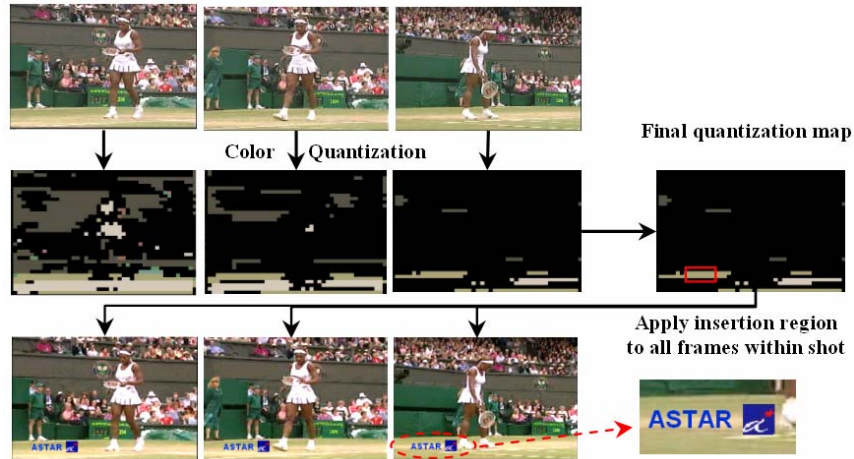 Final quantization map
Color Quantization
Apply insertion region
to all frames within shot
ASTAR
ASTAR
ASTAR
ASTAR a